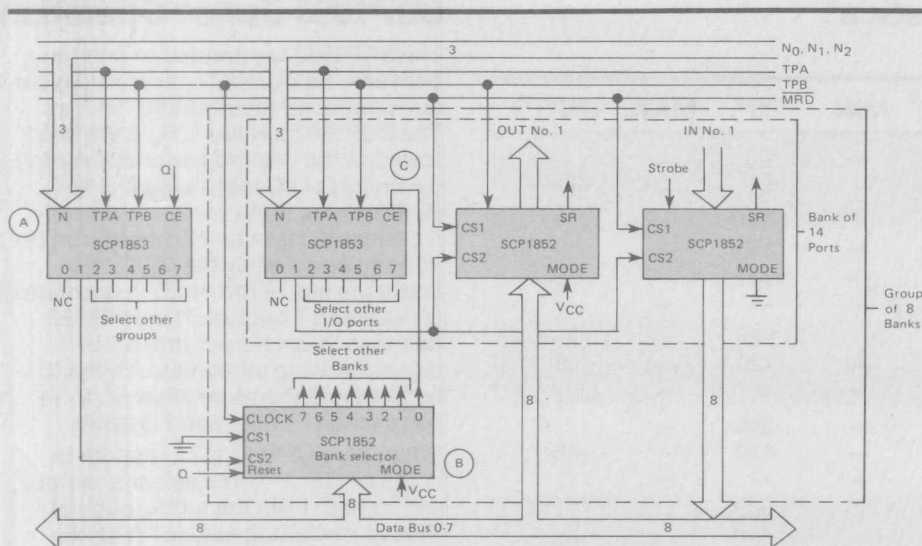 3
N0, N1, N2
TPA
TPB
MRD
3
3
Q
OUT No. 1
IN No. 1
Strobe
A
N TPA TPB CE
SCP1853
0 1 2 3 4 5 6 7
NC
Select other
groups
C
N TPA TPB CE
SCP1853
0 1 2 3 4 5 6 7
NC
Select other
I/O ports
SR
CS1
SCP1852
CS2
MODE
VCC
SR
CS1
SCP1852
CS2
MODE
Bank of
14
Ports
Group
of 8
Banks
Select other
Banks
CLOCK 7 6 5 4 3 2 1 0
CS1
SCP1852
CS2
Bank selector
Q
Reset
MODE
B
VCC
8
8
8
8
Data Bus 0-7
8